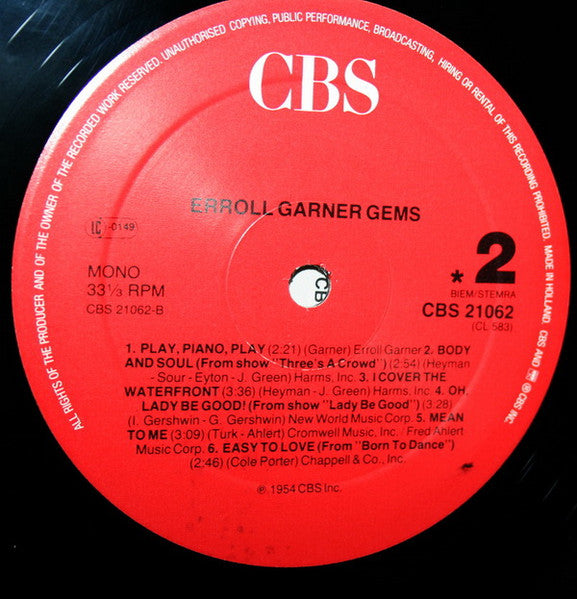 ALL RIGHTS OF THE PRODUCER AND OF THE OWNER OF THE RECORDED WORK RESERVED. UNAUTHORISED COPYING, PUBLIC PERFORMANCE, BROADCASTING, HIRING OR RENTAL OF THIS RECORDING PROHIBITED. MADE IN HOLLAND. CBS AND ® CBS INC.
CBS
ERROLL GARNER GEMS
LC -0149
MONO
33⅓ RPM
CBS 21062-B
* 2
BIEM/STEMRA
CBS 21062
(CL 583)
CB
1. PLAY, PIANO, PLAY (2:21) (Garner) Erroll Garner 2. BODY
AND SOUL (From show "Three's A Crowd") (2:54) (Heyman
- Sour - Eyton - J. Green) Harms, Inc. 3. I COVER THE
WATERFRONT (3:36) (Heyman - J. Green) Harms, Inc. 4. OH,
LADY BE GOOD! (From show "Lady Be Good") (3:28)
(I. Gershwin - G. Gershwin) New World Music Corp. 5. MEAN
TO ME (3:09) (Turk - Ahlert) Cromwell Music, Inc. / Fred Ahlert
Music Corp. 6. EASY TO LOVE (From "Born To Dance")
(2:46) (Cole Porter) Chappell & Co., Inc.
℗ 1954 CBS Inc.